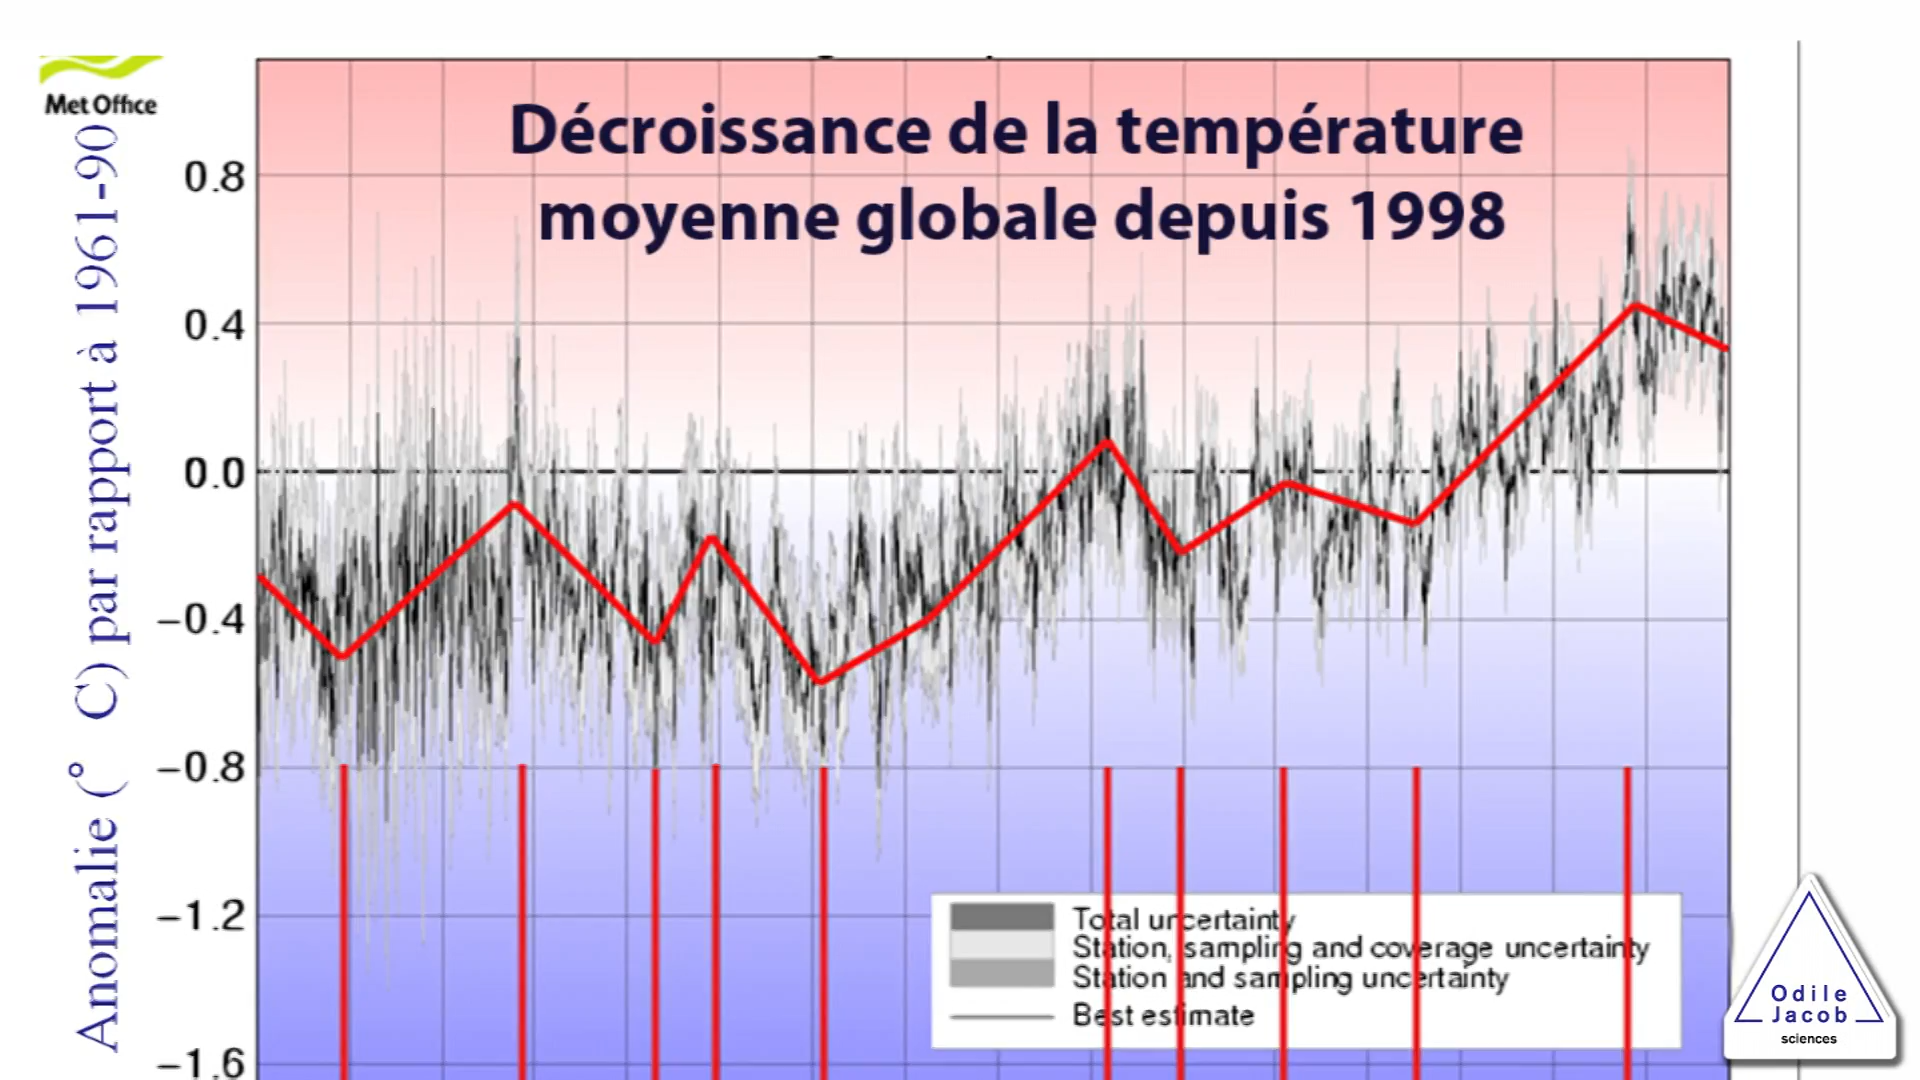 Met Office
Décroissance de la température
moyenne globale depuis 1998
Anomalie (° C) par rapport à 1961-90
0.8
0.4
0.0
−0.4
−0.8
−1.2
−1.6
Total uncertainty
Station, sampling and coverage uncertainty
Station and sampling uncertainty
Best estimate
Odile
Jacob
sciences